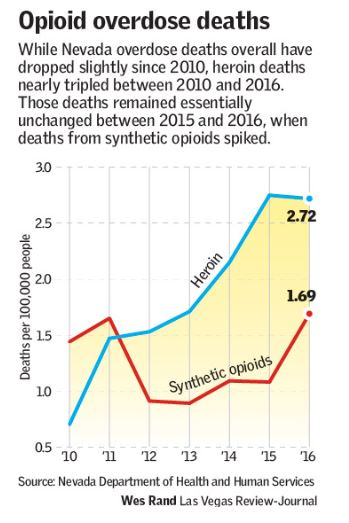 Opioid overdose deaths
While Nevada overdose deaths overall have
dropped slightly since 2010, heroin deaths
nearly tripled between 2010 and 2016.
Those deaths remained essentially
unchanged between 2015 and 2016, when
deaths from synthetic opioids spiked.
3.0
2.5
2.0
1.5
1.0
0.5
Deaths per 100,000 people
Heroin
2.72
1.69
Synthetic opioids
'10 '11 '12 '13 '14 '15 '16
Source: Nevada Department of Health and Human Services
Wes Rand Las Vegas Review-Journal